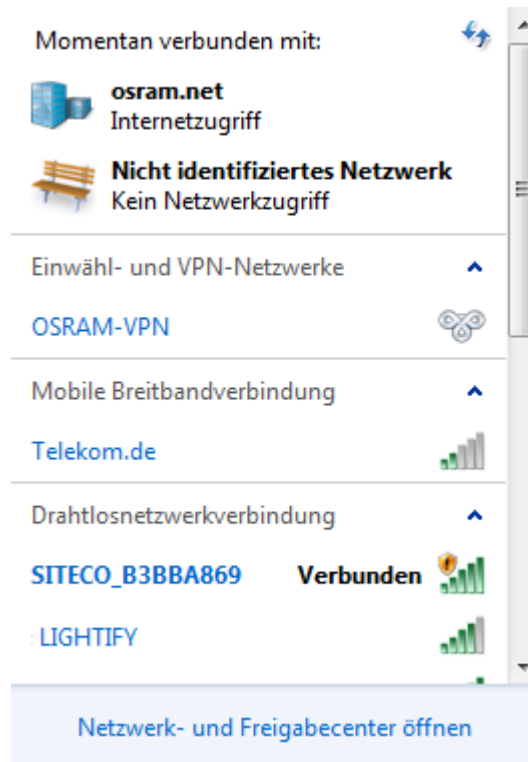 Momentan verbunden mit:
osram.net
Internetzugriff
Nicht identifiziertes Netzwerk
Kein Netzwerkzugriff
Einwähl- und VPN-Netzwerke
OSRAM-VPN
Mobile Breitbandverbindung
Telekom.de
Drahtlosnetzwerkverbindung
SITECO_B3BBA869 Verbunden
LIGHTIFY
Netzwerk- und Freigabecenter öffnen